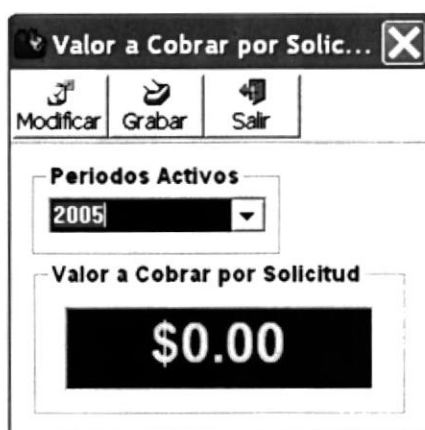 Valor a Cobrar por Solic...
Modificar Grabar Salir
Periodos Activos
2005
Valor a Cobrar por Solicitud
$0.00